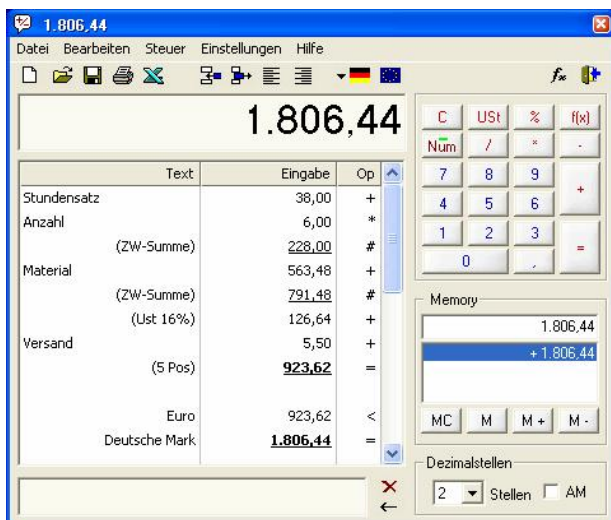 1.806,44
Datei Bearbeiten Steuer Einstellungen Hilfe
fx
1.806,44
Text Eingabe Op
Stundensatz 38,00 +
Anzahl 6,00 *
(ZW-Summe) 228,00 #
Material 563,48 +
(ZW-Summe) 791,48 #
(Ust 16%) 126,64 +
Versand 5,50 +
(5 Pos) 923,62 =
Euro 923,62 <
Deutsche Mark 1.806,44 =
C USt % f(x)
Num / * -
7 8 9 +
4 5 6
1 2 3 =
0 ,
Memory
1.806,44
+ 1.806,44
MC M M + M -
Dezimalstellen
2 Stellen AM